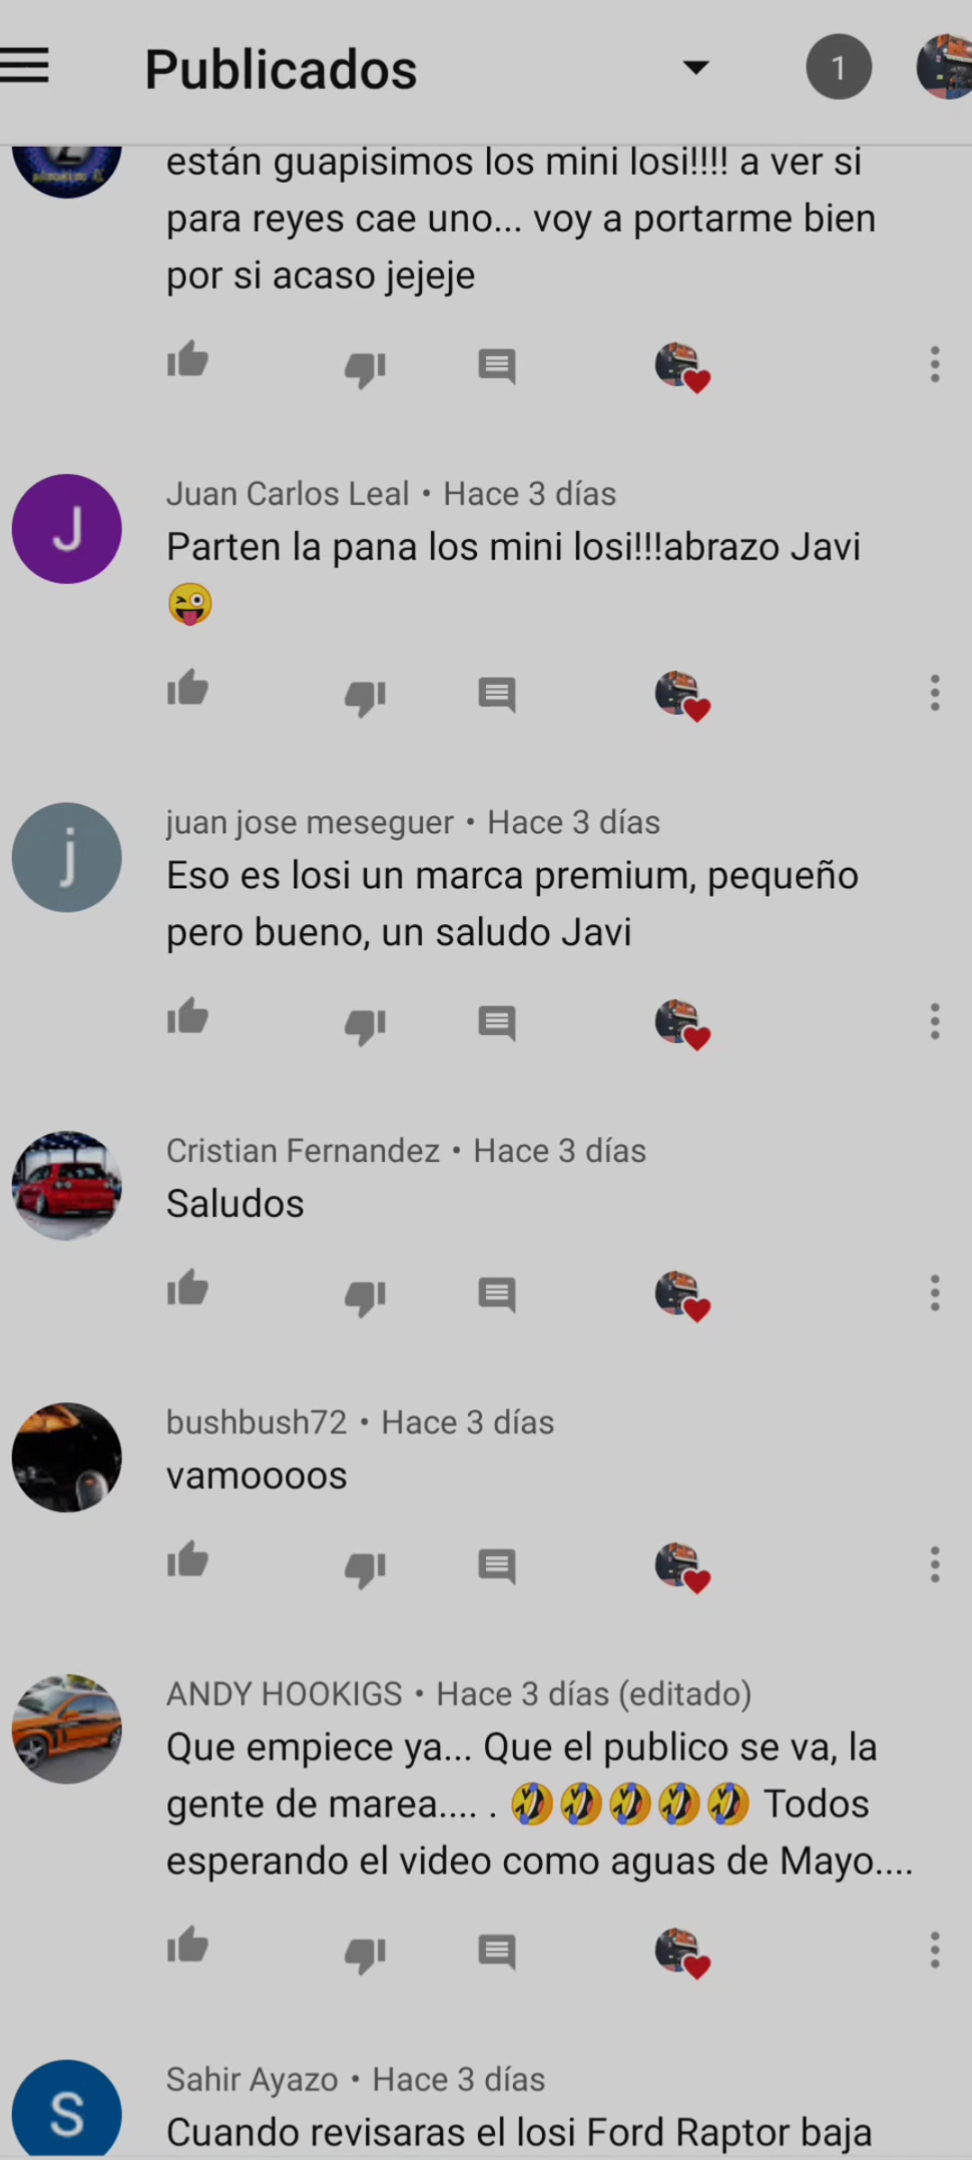 Publicados
1
están guapisimos los mini losi!!!! a ver si
para reyes cae uno... voy a portarme bien
por si acaso jejeje
J
Juan Carlos Leal • Hace 3 días
Parten la pana los mini losi!!!abrazo Javi
😜
j
juan jose meseguer • Hace 3 días
Eso es losi un marca premium, pequeño
pero bueno, un saludo Javi
Cristian Fernandez • Hace 3 días
Saludos
bushbush72 • Hace 3 días
vamoooos
ANDY HOOKIGS • Hace 3 días (editado)
Que empiece ya... Que el publico se va, la
gente de marea.... . 🤣🤣🤣🤣🤣 Todos
esperando el video como aguas de Mayo....
S
Sahir Ayazo • Hace 3 días
Cuando revisaras el losi Ford Raptor baja